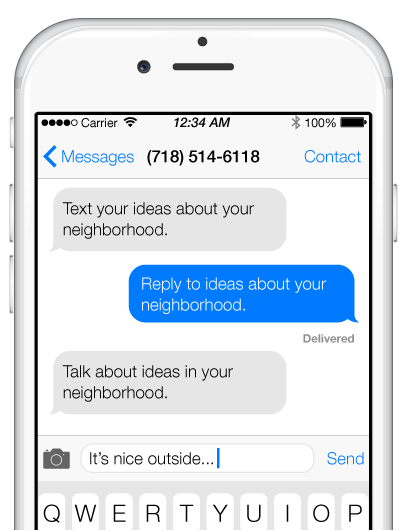 Carrier 12:34 AM 100%
Messages (718) 514-6118 Contact
Text your ideas about your
neighborhood.
Reply to ideas about your
neighborhood.
Delivered
Talk about ideas in your
neighborhood.
It's nice outside... Send
Q W E R T Y U I O P